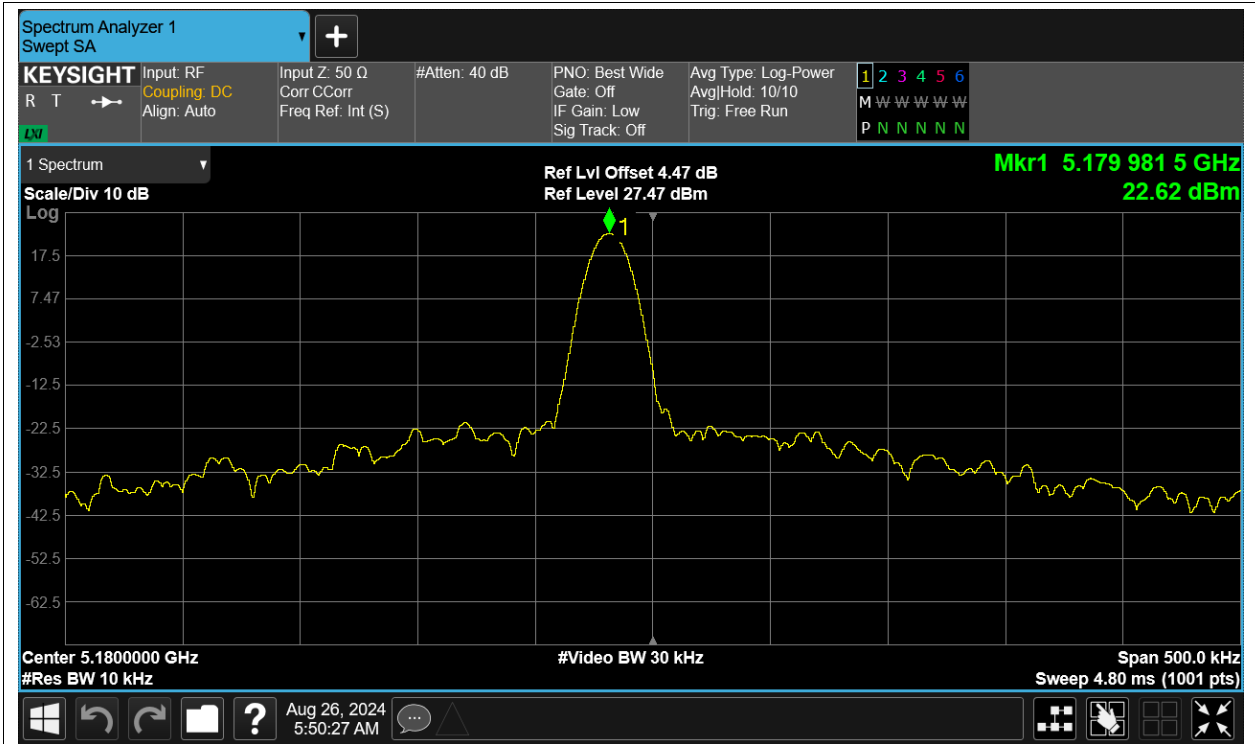 Spectrum Analyzer 1
Swept SA
KEYSIGHT
R T
LXI
Input: RF
Coupling: DC
Align: Auto
Input Z: 50 Ω
Corr CCorr
Freq Ref: Int (S)
#Atten: 40 dB
PNO: Best Wide
Gate: Off
IF Gain: Low
Sig Track: Off
Avg Type: Log-Power
Avg|Hold: 10/10
Trig: Free Run
1 2 3 4 5 6
M W W W W W W
P N N N N N N
1 Spectrum
Scale/Div 10 dB
Log
Ref Lvl Offset 4.47 dB
Ref Level 27.47 dBm
Mkr1 5.179 981 5 GHz
22.62 dBm
1
17.5
7.47
-2.53
-12.5
-22.5
-32.5
-42.5
-52.5
-62.5
Center 5.1800000 GHz
#Res BW 10 kHz
#Video BW 30 kHz
Span 500.0 kHz
Sweep 4.80 ms (1001 pts)
?
Aug 26, 2024
5:50:27 AM